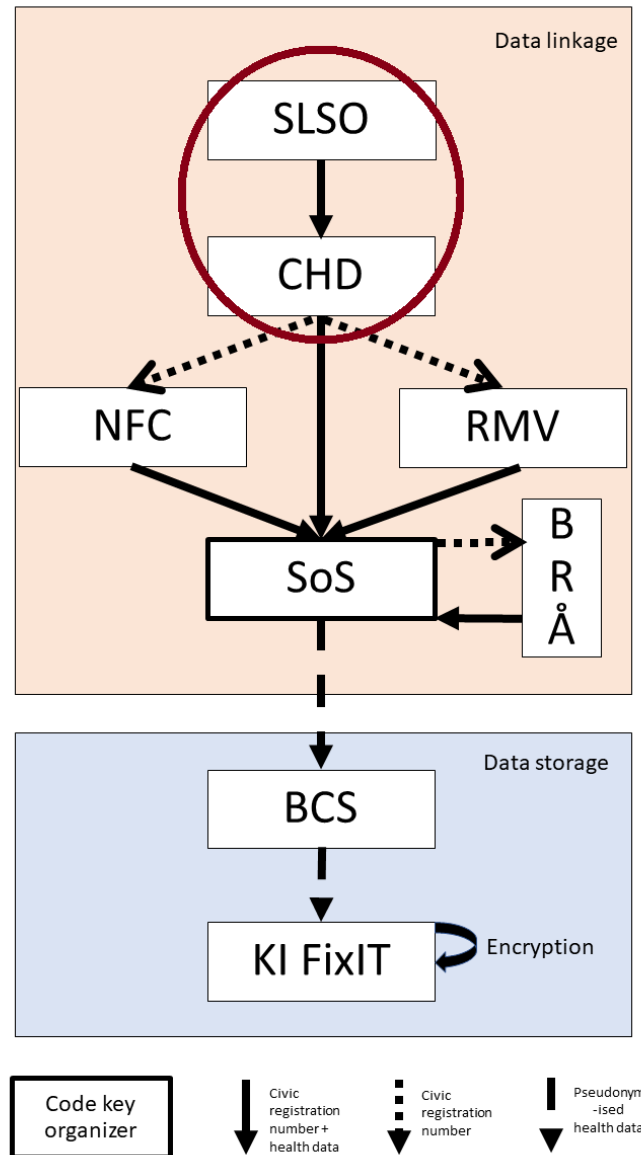 Data linkage
SLSO
CHD
NFC
RMV
SoS
B
R
Å
Data storage
BCS
KI FixIT
Encryption
Code key
organizer
Civic
registration
number +
health data
Civic
registration
number
Pseudonym
-ised
health data